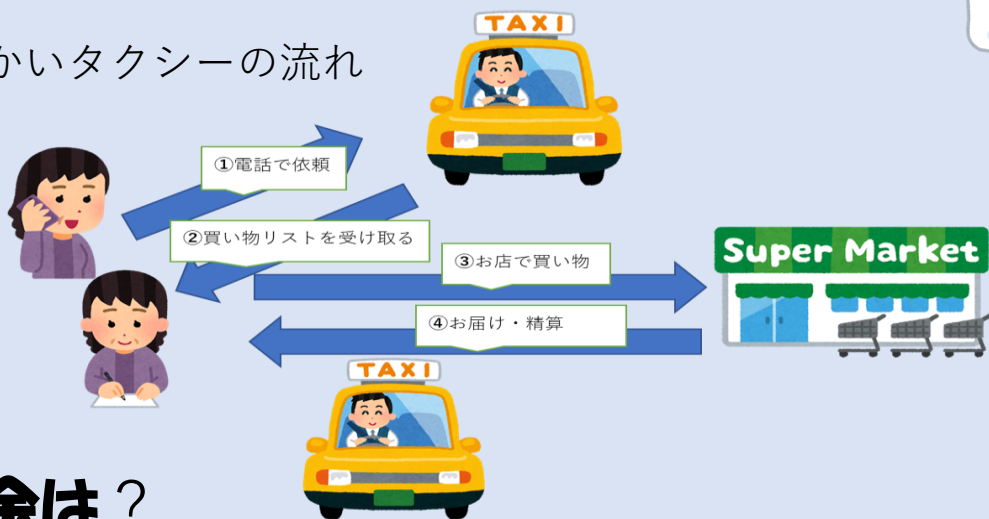 かいタクシーの流れ
TAXI
①電話で依頼
②買い物リストを受け取る
③お店で買い物
Super Market
④お届け・精算
TAXI
金は？